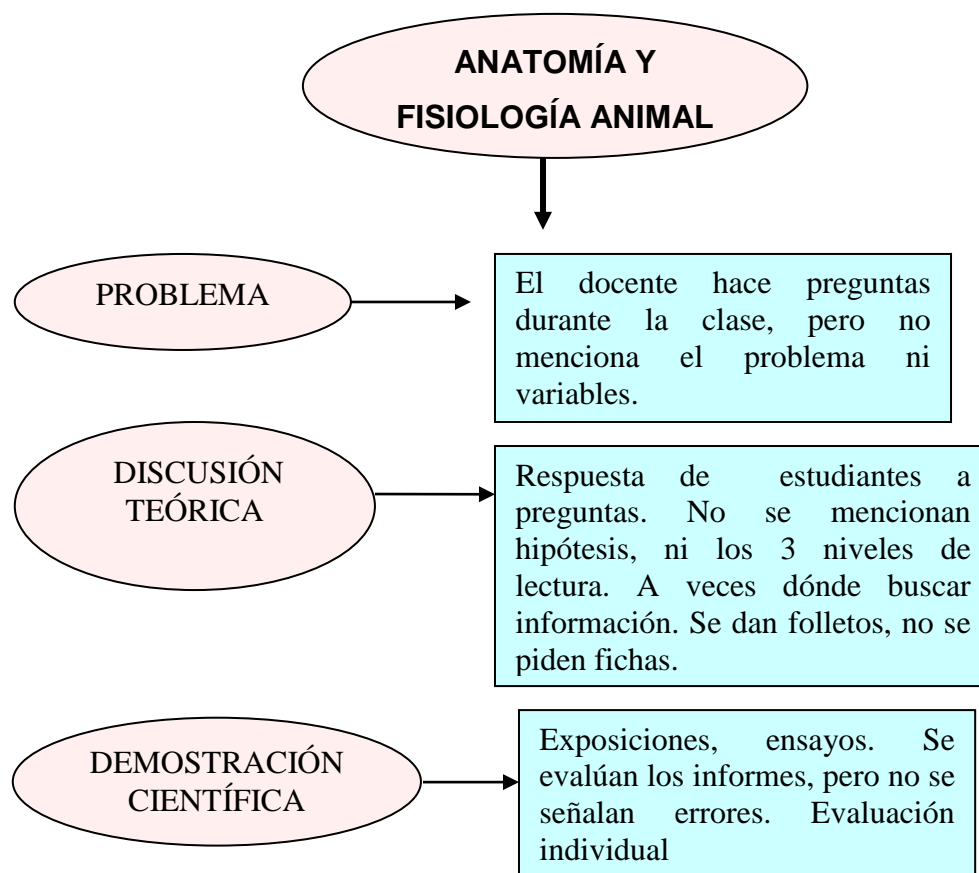 ANATOMÍA Y
FISIOLOGÍA ANIMAL
PROBLEMA
El docente hace preguntas
durante la clase, pero no
menciona el problema ni
variables.
DISCUSIÓN
TEÓRICA
Respuesta de estudiantes a
preguntas. No se mencionan
hipótesis, ni los 3 niveles de
lectura. A veces dónde buscar
información. Se dan folletos, no se
piden fichas.
DEMOSTRACIÓN
CIENTÍFICA
Exposiciones, ensayos. Se
evalúan los informes, pero no se
señalan errores. Evaluación
individual